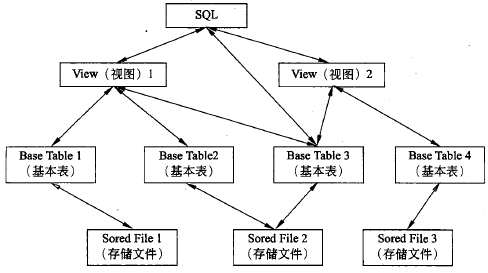 SQL
View（视图）1
View（视图）2
Base Table 1
（基本表）
Base Table2
（基本表）
Base Table 3
（基本表）
Base Table 4
（基本表）
Sored File 1
（存储文件）
Sored File 2
（存储文件）
Sored File 3
（存储文件）